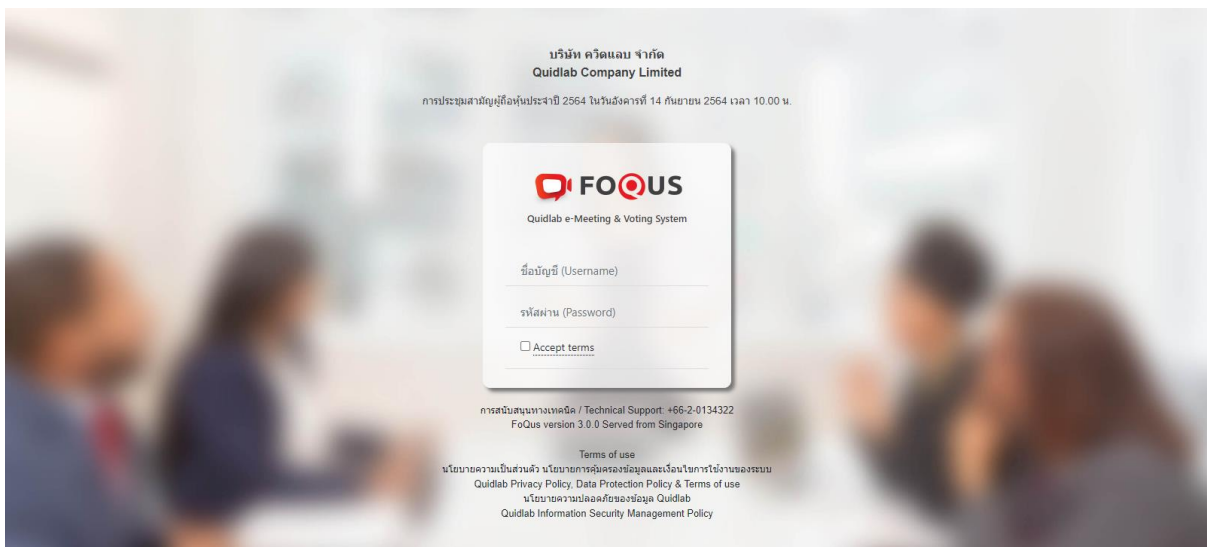 บริษัท ควิดแลบ จำกัด
Quidlab Company Limited
การประชุมสามัญผู้ถือหุ้นประจำปี 2564 ในวันอังคารที่ 14 กันยายน 2564 เวลา 10.00 น.
FOQUS
Quidlab e-Meeting & Voting System
ชื่อบัญชี (Username)
รหัสผ่าน (Password)
Accept terms
การสนับสนุนทางเทคนิค / Technical Support: +66-2-0134322
FoQus version 3.0.0 Served from Singapore
Terms of use
นโยบายความเป็นส่วนตัว นโยบายการคุ้มครองข้อมูลและเงื่อนไขการใช้งานของระบบ
Quidlab Privacy Policy, Data Protection Policy & Terms of use
นโยบายความปลอดภัยของข้อมูล Quidlab
Quidlab Information Security Management Policy